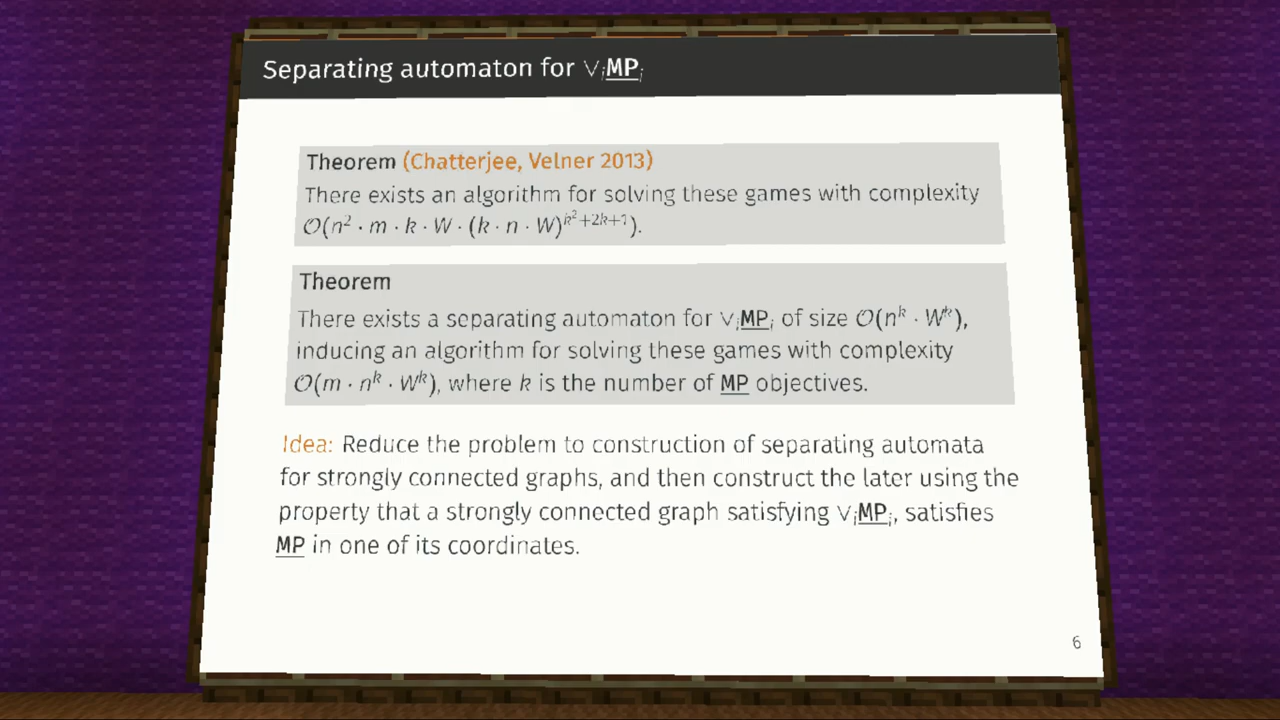 Separating automaton for ∨ᵢMPᵢ
Theorem (Chatterjee, Velner 2013)
There exists an algorithm for solving these games with complexity
𝒪(n² · m · k · W · (k · n · W)^{k²+2k+1}).
Theorem
There exists a separating automaton for ∨ᵢMPᵢ of size 𝒪(nᵏ · Wᵏ),
inducing an algorithm for solving these games with complexity
𝒪(m · nᵏ · Wᵏ), where k is the number of MP objectives.
Idea: Reduce the problem to construction of separating automata
for strongly connected graphs, and then construct the later using the
property that a strongly connected graph satisfying ∨ᵢMPᵢ, satisfies
MP in one of its coordinates.
6